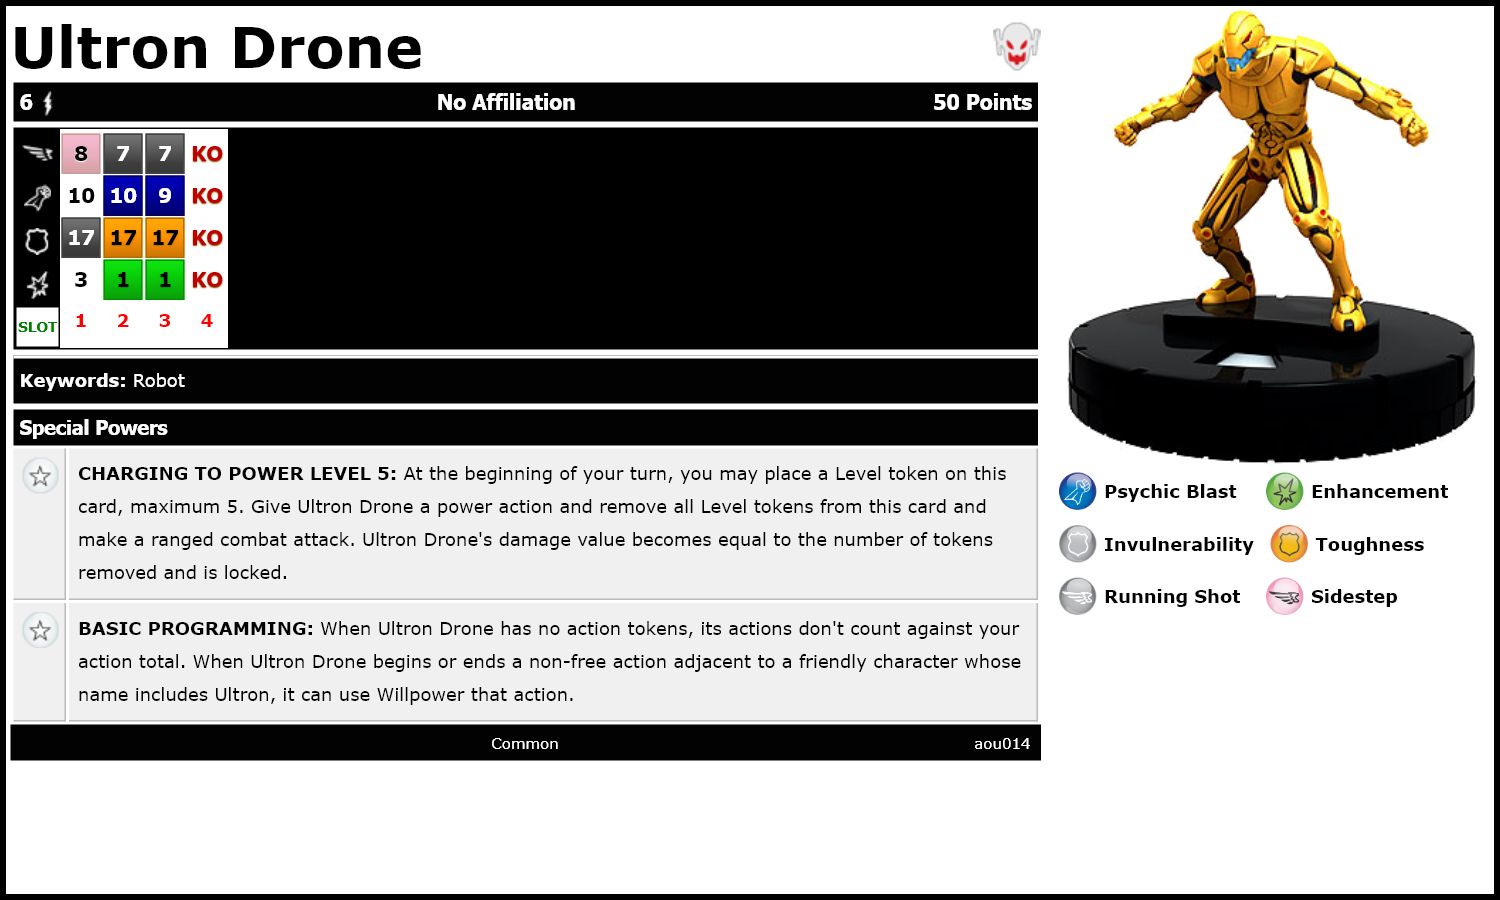 Ultron Drone
6 No Affiliation 50 Points
8 7 7 KO
10 10 9 KO
17 17 17 KO
3 1 1 KO
SLOT 1 2 3 4
Keywords: Robot
Special Powers
CHARGING TO POWER LEVEL 5: At the beginning of your turn, you may place a Level token on this
card, maximum 5. Give Ultron Drone a power action and remove all Level tokens from this card and
make a ranged combat attack. Ultron Drone's damage value becomes equal to the number of tokens
removed and is locked.
BASIC PROGRAMMING: When Ultron Drone has no action tokens, its actions don't count against your
action total. When Ultron Drone begins or ends a non-free action adjacent to a friendly character whose
name includes Ultron, it can use Willpower that action.
Common aou014
Psychic Blast Enhancement
Invulnerability Toughness
Running Shot Sidestep